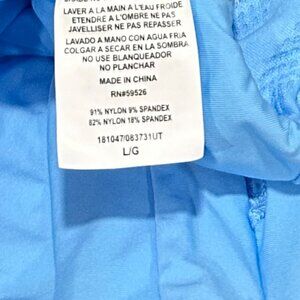 LAVER A LA MAIN A L'EAU FROIDE
ETENDRE A L'OMBRE NE PAS
JAVELLISER NE PAS REPASSER
LAVADO A MANO CON AGUA FRIA
COLGAR A SECAR EN LA SOMBRA
NO USE BLANQUEADOR
NO PLANCHAR
MADE IN CHINA
RN#59526
91% NYLON 9% SPANDEX
82% NYLON 18% SPANDEX
181047/083731UT
L/G